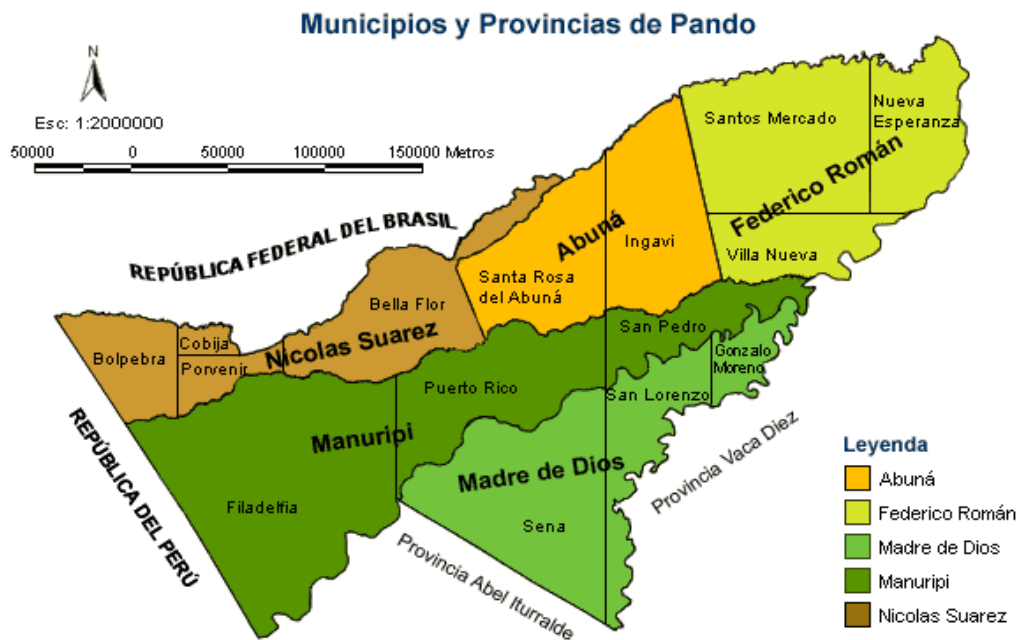 Municipios y Provincias de Pando
N
Esc: 1:2000000
50000 0 50000 100000 150000 Metros
REPÚBLICA FEDERAL DEL BRASIL
REPÚBLICA DEL PERÚ
Bolpebra
Cobija
Porvenir
Bella Flor
Nicolas Suarez
Santa Rosa
del Abuná
Abuná
Ingavi
Santos Mercado
Nueva
Esperanza
Federico Román
Villa Nueva
San Pedro
Puerto Rico
Manuripi
Filadelfia
Gonzalo
Moreno
San Lorenzo
Madre de Dios
Sena
Provincia Vaca Diez
Provincia Abel Iturralde
Leyenda
Abuná
Federico Román
Madre de Dios
Manuripi
Nicolas Suarez